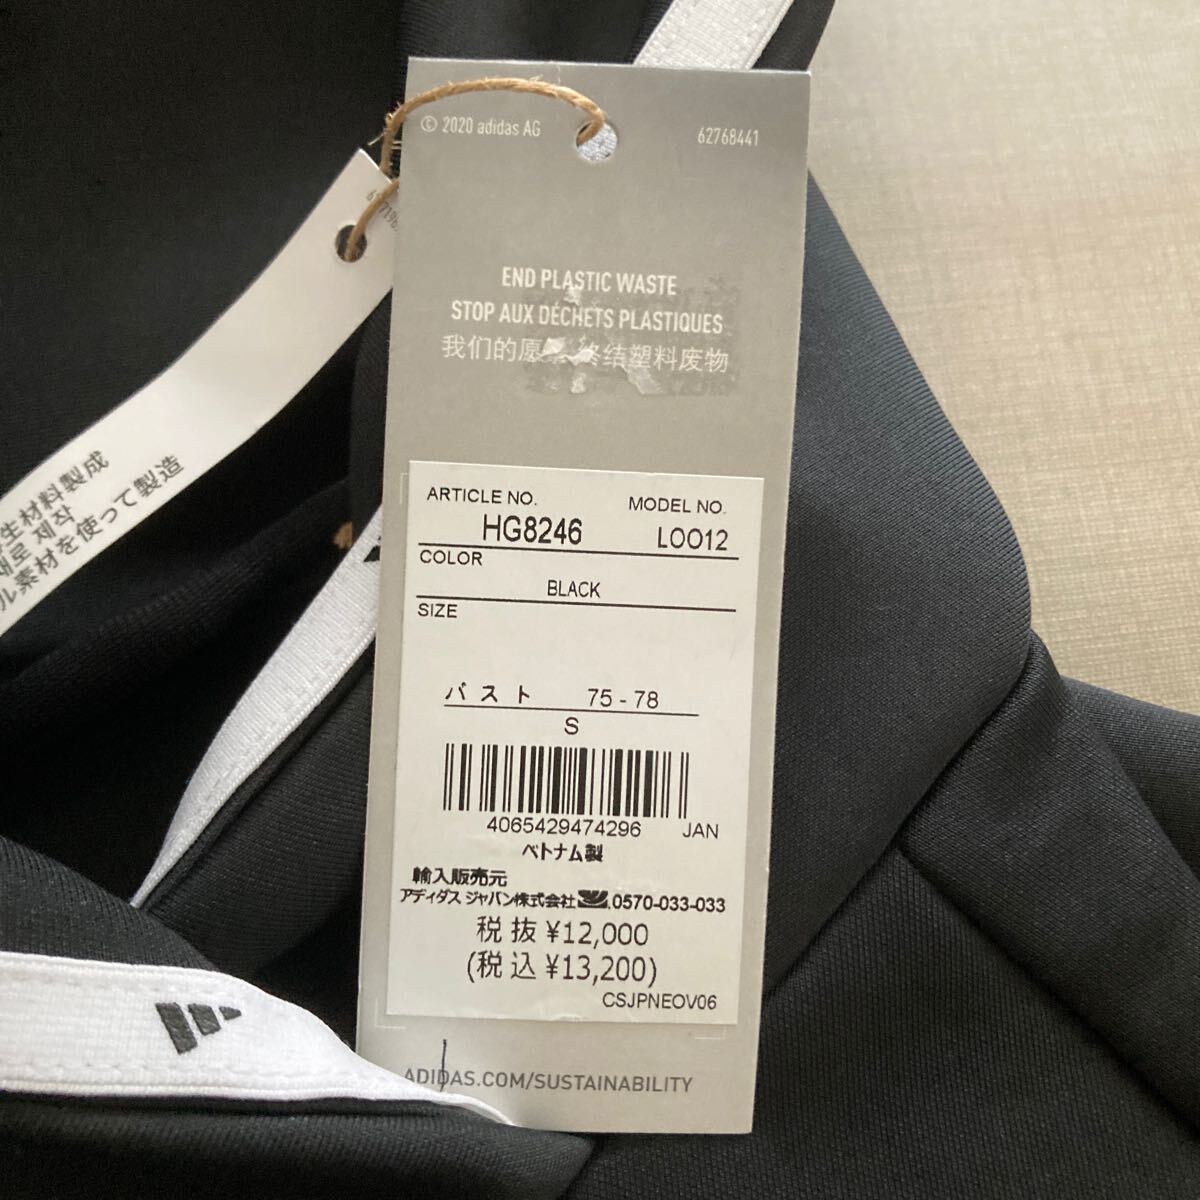 © 2020 adidas AG
62768441
END PLASTIC WASTE
STOP AUX DÉCHETS PLASTIQUES
我们的愿 终结塑料废物
生材料製成
재로 제작
ル素材を使って製造
ARTICLE NO.
MODEL NO.
HG8246
LOO12
COLOR
BLACK
SIZE
バスト 75-78
S
4065429474296 JAN
ベトナム製
輸入販売元
アディダス ジャパン株式会社 0570-033-033
税抜 ¥12,000
(税込 ¥13,200)
CSJPNEOV06
ADIDAS.COM/SUSTAINABILITY